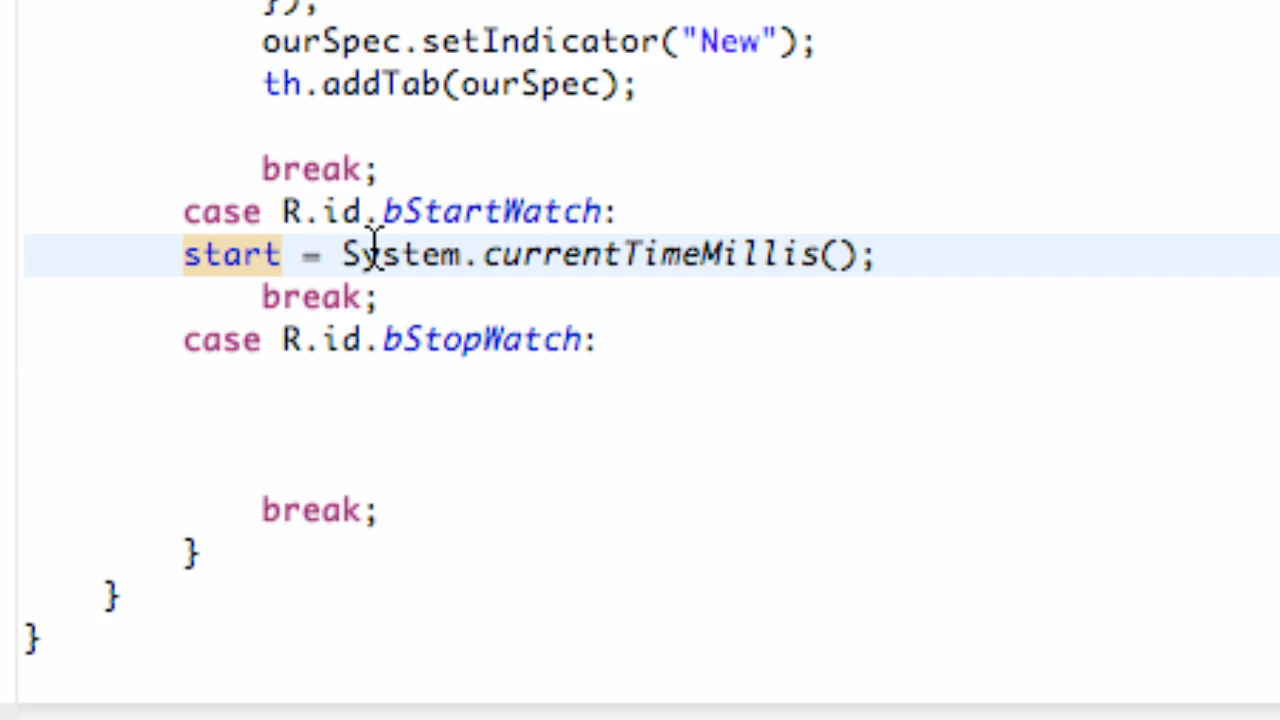 });
ourSpec.setIndicator("New");
th.addTab(ourSpec);
break;
case R.id.bStartWatch:
start = System.currentTimeMillis();
break;
case R.id.bStopWatch:
break;
}
}
}